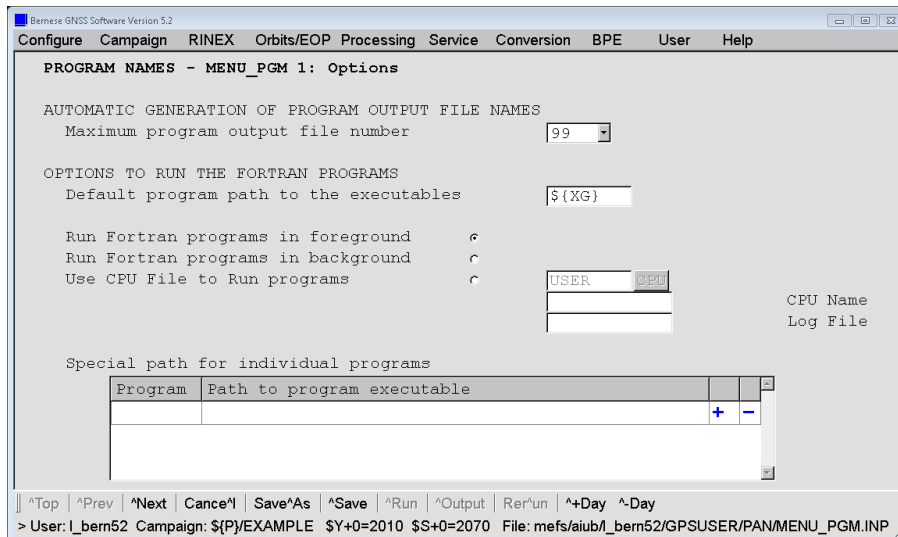 Bernese GNSS Software Version 5.2
Configure Campaign RINEX Orbits/EOP Processing Service Conversion BPE User Help
PROGRAM NAMES - MENU_PGM 1: Options
AUTOMATIC GENERATION OF PROGRAM OUTPUT FILE NAMES
Maximum program output file number 99
OPTIONS TO RUN THE FORTRAN PROGRAMS
Default program path to the executables ${XG}
Run Fortran programs in foreground
Run Fortran programs in background
Use CPU File to Run programs USER CPU
CPU Name
Log File
Special path for individual programs
Program Path to program executable
+ −
^Top ^Prev ^Next Cance^l Save^As ^Save ^Run ^Output Rer^un ^+Day ^-Day
> User: l_bern52 Campaign: ${P}/EXAMPLE $Y+0=2010 $S+0=2070 File: mefs/aiub/l_bern52/GPSUSER/PAN/MENU_PGM.INP